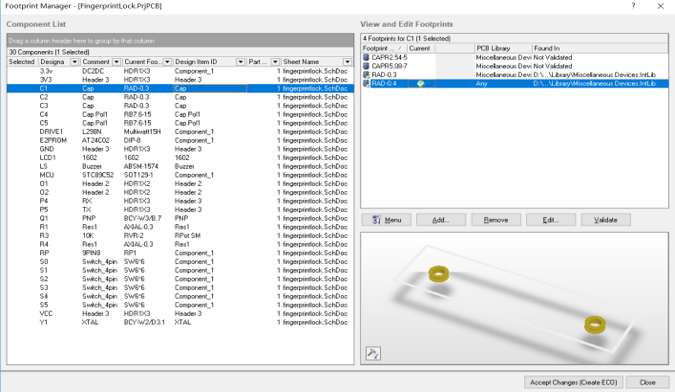 Footprint Manager - [FingerprintLock.PrjPCB]
Component List
Drag a column header here to group by that column
30 Components (1 Selected)
Selected Designa Comment Current Foo... Design Item ID Part ... Sheet Name
3.3v DC2DC HDR1X3 Component_1 1 fingerprintlock.SchDoc
3V3 Header 3 HDR1X3 Header 3 1 fingerprintlock.SchDoc
C1 Cap RAD-0.3 Cap 1 fingerprintlock.SchDoc
C2 Cap RAD-0.3 Cap 1 fingerprintlock.SchDoc
C3 Cap RAD-0.3 Cap 1 fingerprintlock.SchDoc
C4 Cap Pol1 RB7.6-15 Cap Pol1 1 fingerprintlock.SchDoc
C5 Cap Pol1 RB7.6-15 Cap Pol1 1 fingerprintlock.SchDoc
DRIVE1 L298N Multiwatt15H Component_1 1 fingerprintlock.SchDoc
E2PROM AT24C02 DIP-8 Component_1 1 fingerprintlock.SchDoc
GND Header 3 HDR1X3 Header 3 1 fingerprintlock.SchDoc
LCD1 1602 1602 1602 1 fingerprintlock.SchDoc
LS Buzzer ABSM-1574 Buzzer 1 fingerprintlock.SchDoc
MCU STC89C52 SOT129-1 Component_1 1 fingerprintlock.SchDoc
O1 Header 2 HDR1X2 Header 2 1 fingerprintlock.SchDoc
O2 Header 2 HDR1X2 Header 2 1 fingerprintlock.SchDoc
P4 RX HDR1X3 Header 3 1 fingerprintlock.SchDoc
P5 TX HDR1X3 Header 3 1 fingerprintlock.SchDoc
Q1 PNP BCY-W3/B.7 PNP 1 fingerprintlock.SchDoc
R1 Res1 AXIAL-0.3 Res1 1 fingerprintlock.SchDoc
R3 10K RVR-2 RPot SM 1 fingerprintlock.SchDoc
R4 Res1 AXIAL-0.3 Res1 1 fingerprintlock.SchDoc
RP 9PIN8 RP1 Component_1 1 fingerprintlock.SchDoc
S0 Switch_4pin SW6*6 Component_1 1 fingerprintlock.SchDoc
S1 Switch_4pin SW6*6 Component_1 1 fingerprintlock.SchDoc
S2 Switch_4pin SW6*6 Component_1 1 fingerprintlock.SchDoc
S3 Switch_4pin SW6*6 Component_1 1 fingerprintlock.SchDoc
S4 Switch_4pin SW6*6 Component_1 1 fingerprintlock.SchDoc
S5 Switch_4pin SW6*6 Component_1 1 fingerprintlock.SchDoc
VCC Header 3 HDR1X3 Header 3 1 fingerprintlock.SchDoc
Y1 XTAL BCY-W2/D3.1 XTAL 1 fingerprintlock.SchDoc
View and Edit Footprints
4 Footprints for C1 (1 Selected)
Footprint ... Current PCB Library Found In
CAPR2.54-5 Miscellaneous Devi Not Validated
CAPR5.08-7 Miscellaneous Devi Not Validated
RAD-0.3 Miscellaneous Devi D:\...\Library\Miscellaneous Devices.IntLib
RAD-0.4 Any D:\...\Library\Miscellaneous Devices.IntLib
Menu Add... Remove Edit... Validate
Accept Changes (Create ECO) Close